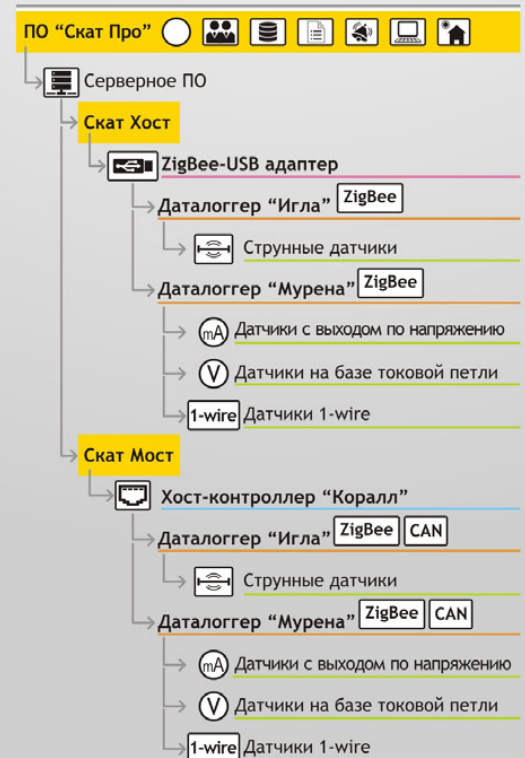 ПО “Скат Про”
Серверное ПО
Скат Хост
ZigBee-USB адаптер
Даталоггер “Игла” ZigBee
Струнные датчики
Даталоггер “Мурена” ZigBee
mA Датчики с выходом по напряжению
V Датчики на базе токовой петли
1-wire Датчики 1-wire
Скат Мост
Хост-контроллер “Коралл”
Даталоггер “Игла” ZigBee CAN
Струнные датчики
Даталоггер “Мурена” ZigBee CAN
mA Датчики с выходом по напряжению
V Датчики на базе токовой петли
1-wire Датчики 1-wire